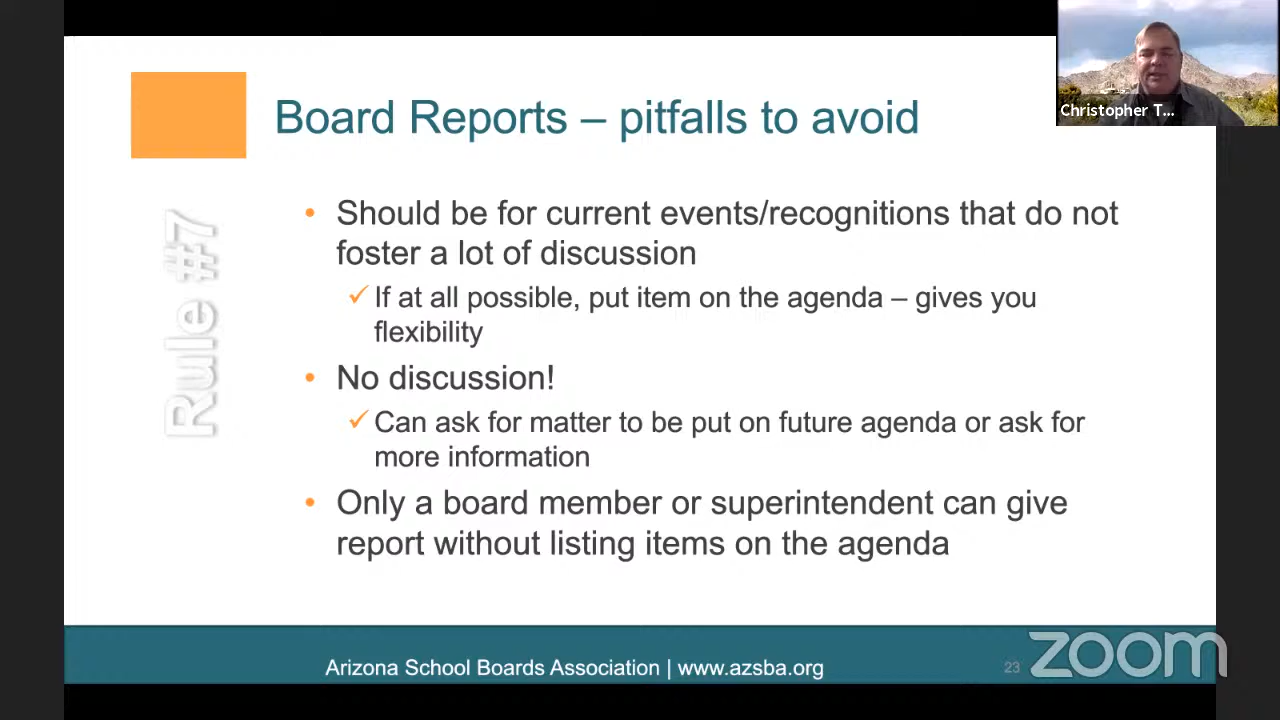 Christopher T...
Board Reports – pitfalls to avoid
Rule #7
• Should be for current events/recognitions that do not
foster a lot of discussion
✓ If at all possible, put item on the agenda – gives you
flexibility
• No discussion!
✓ Can ask for matter to be put on future agenda or ask for
more information
• Only a board member or superintendent can give
report without listing items on the agenda
Arizona School Boards Association | www.azsba.org
23
zoom